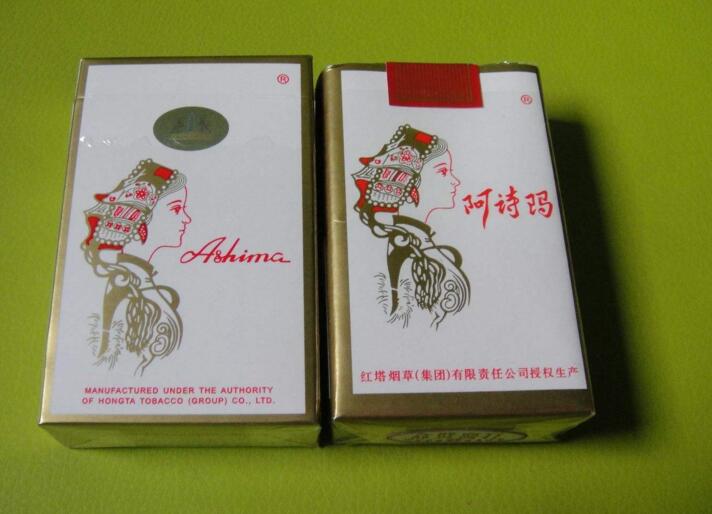 ®
Ashima
MANUFACTURED UNDER THE AUTHORITY
OF HONGTA TOBACCO (GROUP) CO., LTD.
®
阿诗玛
红塔烟草(集团)有限责任公司授权生产